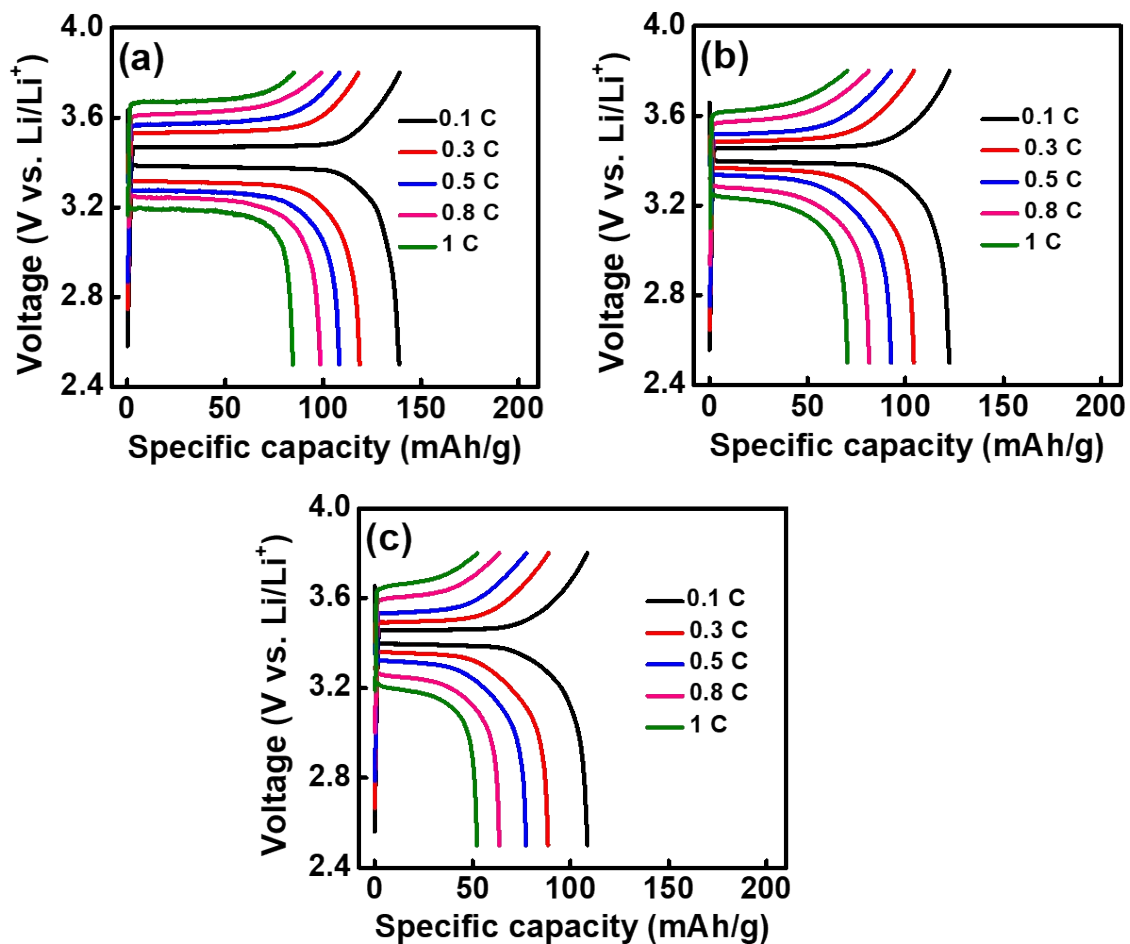 (a)
Voltage (V vs. Li/Li⁺)
4.0
3.6
3.2
2.8
2.4
0.1 C
0.3 C
0.5 C
0.8 C
1 C
0 50 100 150 200
Specific capacity (mAh/g)
(b)
Voltage (V vs. Li/Li⁺)
4.0
3.6
3.2
2.8
2.4
0.1 C
0.3 C
0.5 C
0.8 C
1 C
0 50 100 150 200
Specific capacity (mAh/g)
(c)
Voltage (V vs. Li/Li⁺)
4.0
3.6
3.2
2.8
2.4
0.1 C
0.3 C
0.5 C
0.8 C
1 C
0 50 100 150 200
Specific capacity (mAh/g)